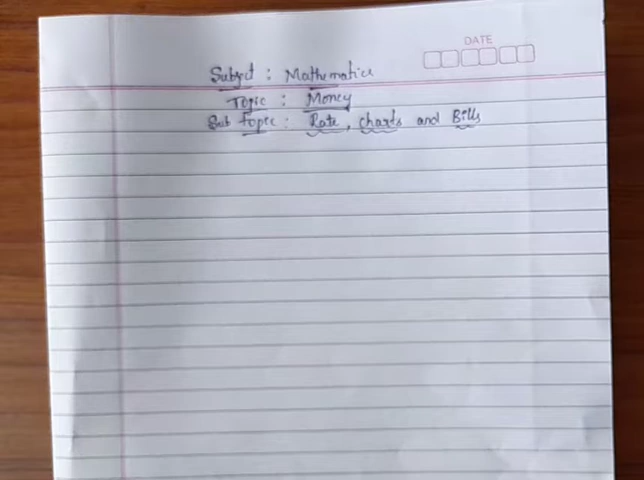 DATE
Subject : Mathematics
Topic : Money
Sub Topic : Rate, charts and Bills